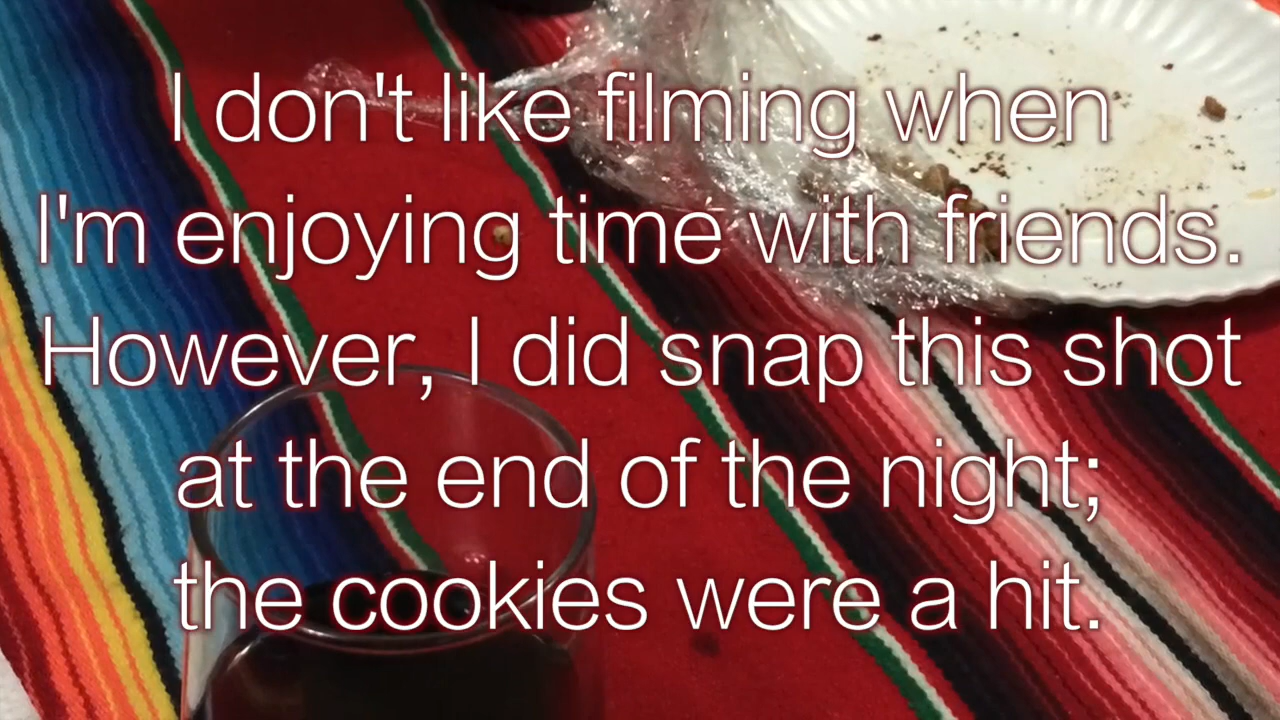 I don't like filming when
I'm enjoying time with friends.
However, I did snap this shot
at the end of the night;
the cookies were a hit.